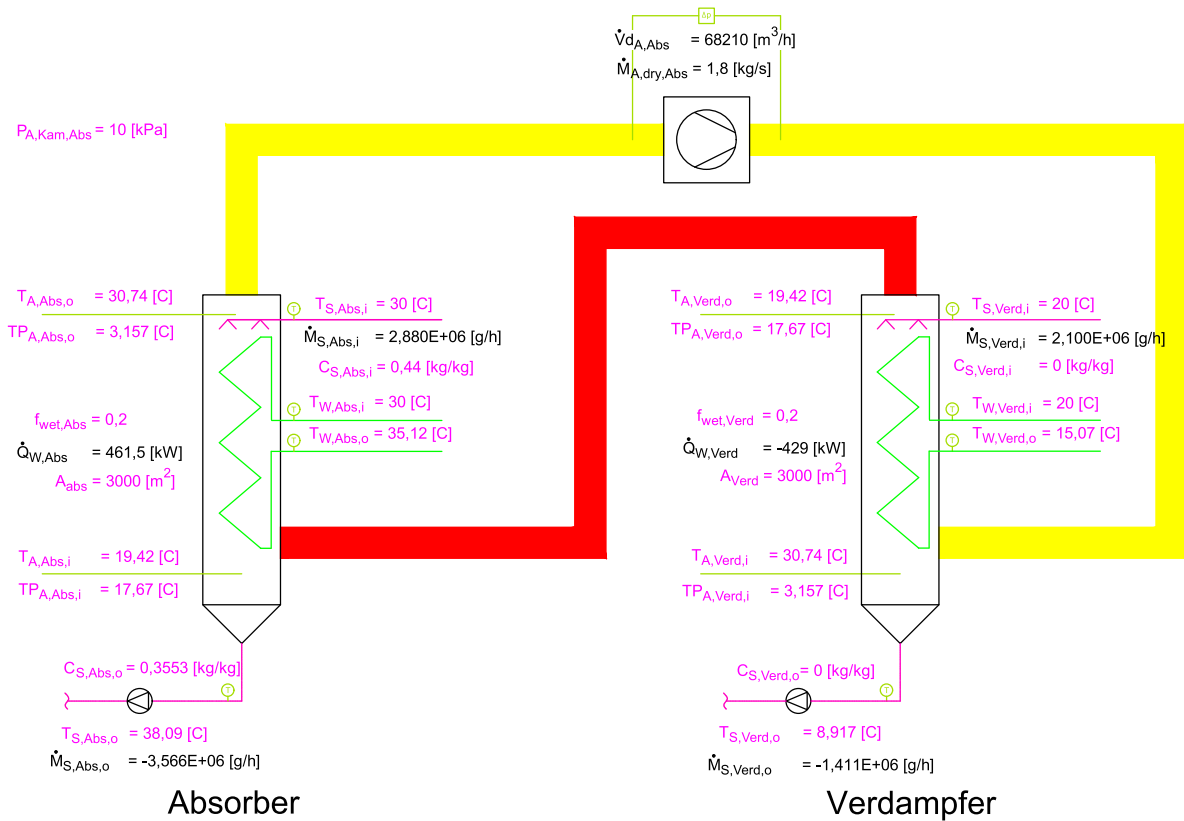 Δp
V̇d_A,Abs = 68210 [m³/h]
Ṁ_A,dry,Abs = 1,8 [kg/s]
P_A,Kam,Abs = 10 [kPa]
T_A,Abs,o = 30,74 [C]
TP_A,Abs,o = 3,157 [C]
T
T_S,Abs,i = 30 [C]
Ṁ_S,Abs,i = 2,880E+06 [g/h]
C_S,Abs,i = 0,44 [kg/kg]
T
T_W,Abs,i = 30 [C]
T
T_W,Abs,o = 35,12 [C]
f_wet,Abs = 0,2
Q̇_W,Abs = 461,5 [kW]
A_abs = 3000 [m²]
T_A,Abs,i = 19,42 [C]
TP_A,Abs,i = 17,67 [C]
C_S,Abs,o = 0,3553 [kg/kg]
T
T_S,Abs,o = 38,09 [C]
Ṁ_S,Abs,o = -3,566E+06 [g/h]
Absorber
T_A,Verd,o = 19,42 [C]
TP_A,Verd,o = 17,67 [C]
T
T_S,Verd,i = 20 [C]
Ṁ_S,Verd,i = 2,100E+06 [g/h]
C_S,Verd,i = 0 [kg/kg]
T
T_W,Verd,i = 20 [C]
T
T_W,Verd,o = 15,07 [C]
f_wet,Verd = 0,2
Q̇_W,Verd = -429 [kW]
A_Verd = 3000 [m²]
T_A,Verd,i = 30,74 [C]
TP_A,Verd,i = 3,157 [C]
C_S,Verd,o = 0 [kg/kg]
T
T_S,Verd,o = 8,917 [C]
Ṁ_S,Verd,o = -1,411E+06 [g/h]
Verdampfer